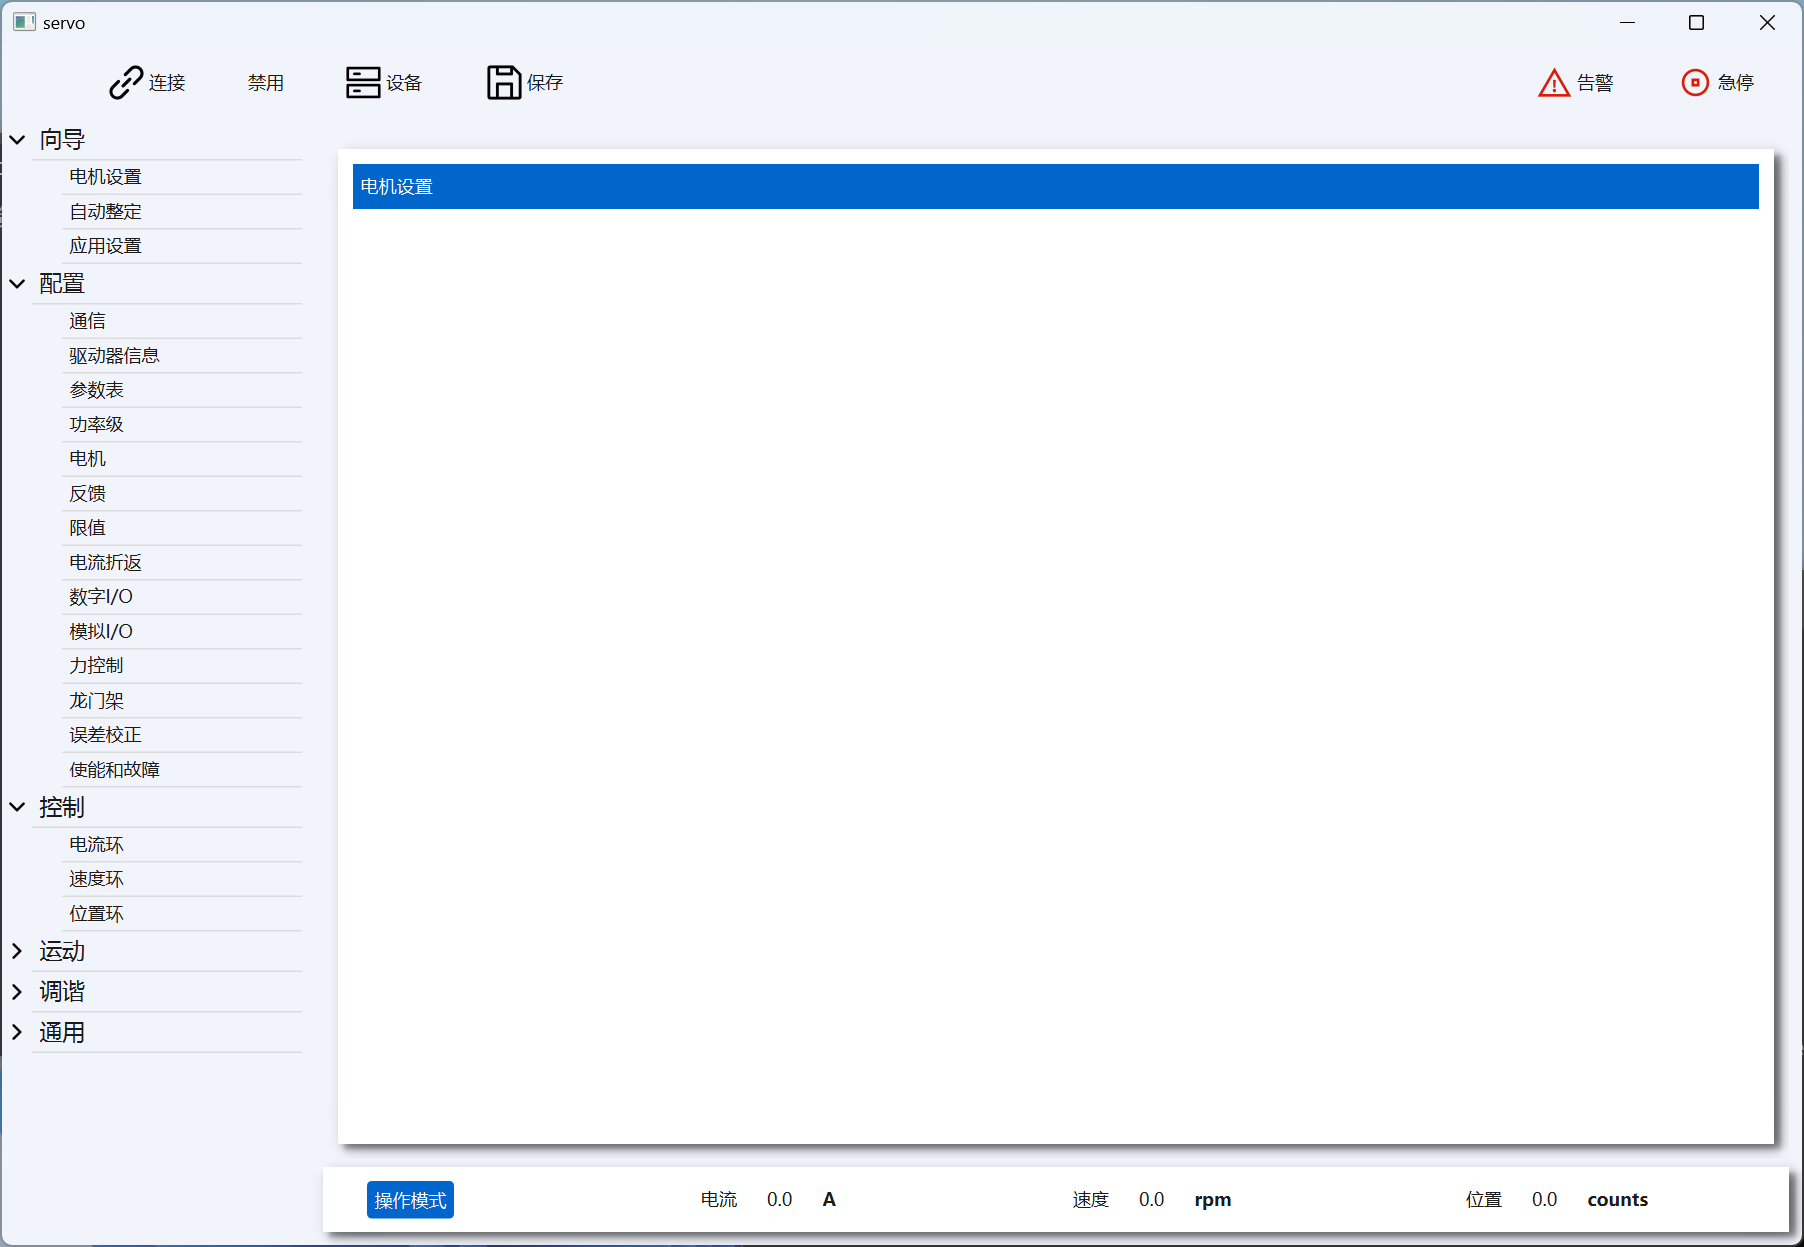 servo
连接 禁用 设备 保存 告警 急停
向导
电机设置
自动整定
应用设置
配置
通信
驱动器信息
参数表
功率级
电机
反馈
限值
电流折返
数字I/O
模拟I/O
力控制
龙门架
误差校正
使能和故障
控制
电流环
速度环
位置环
运动
调谐
通用
电机设置
操作模式 电流 0.0 A 速度 0.0 rpm 位置 0.0 counts